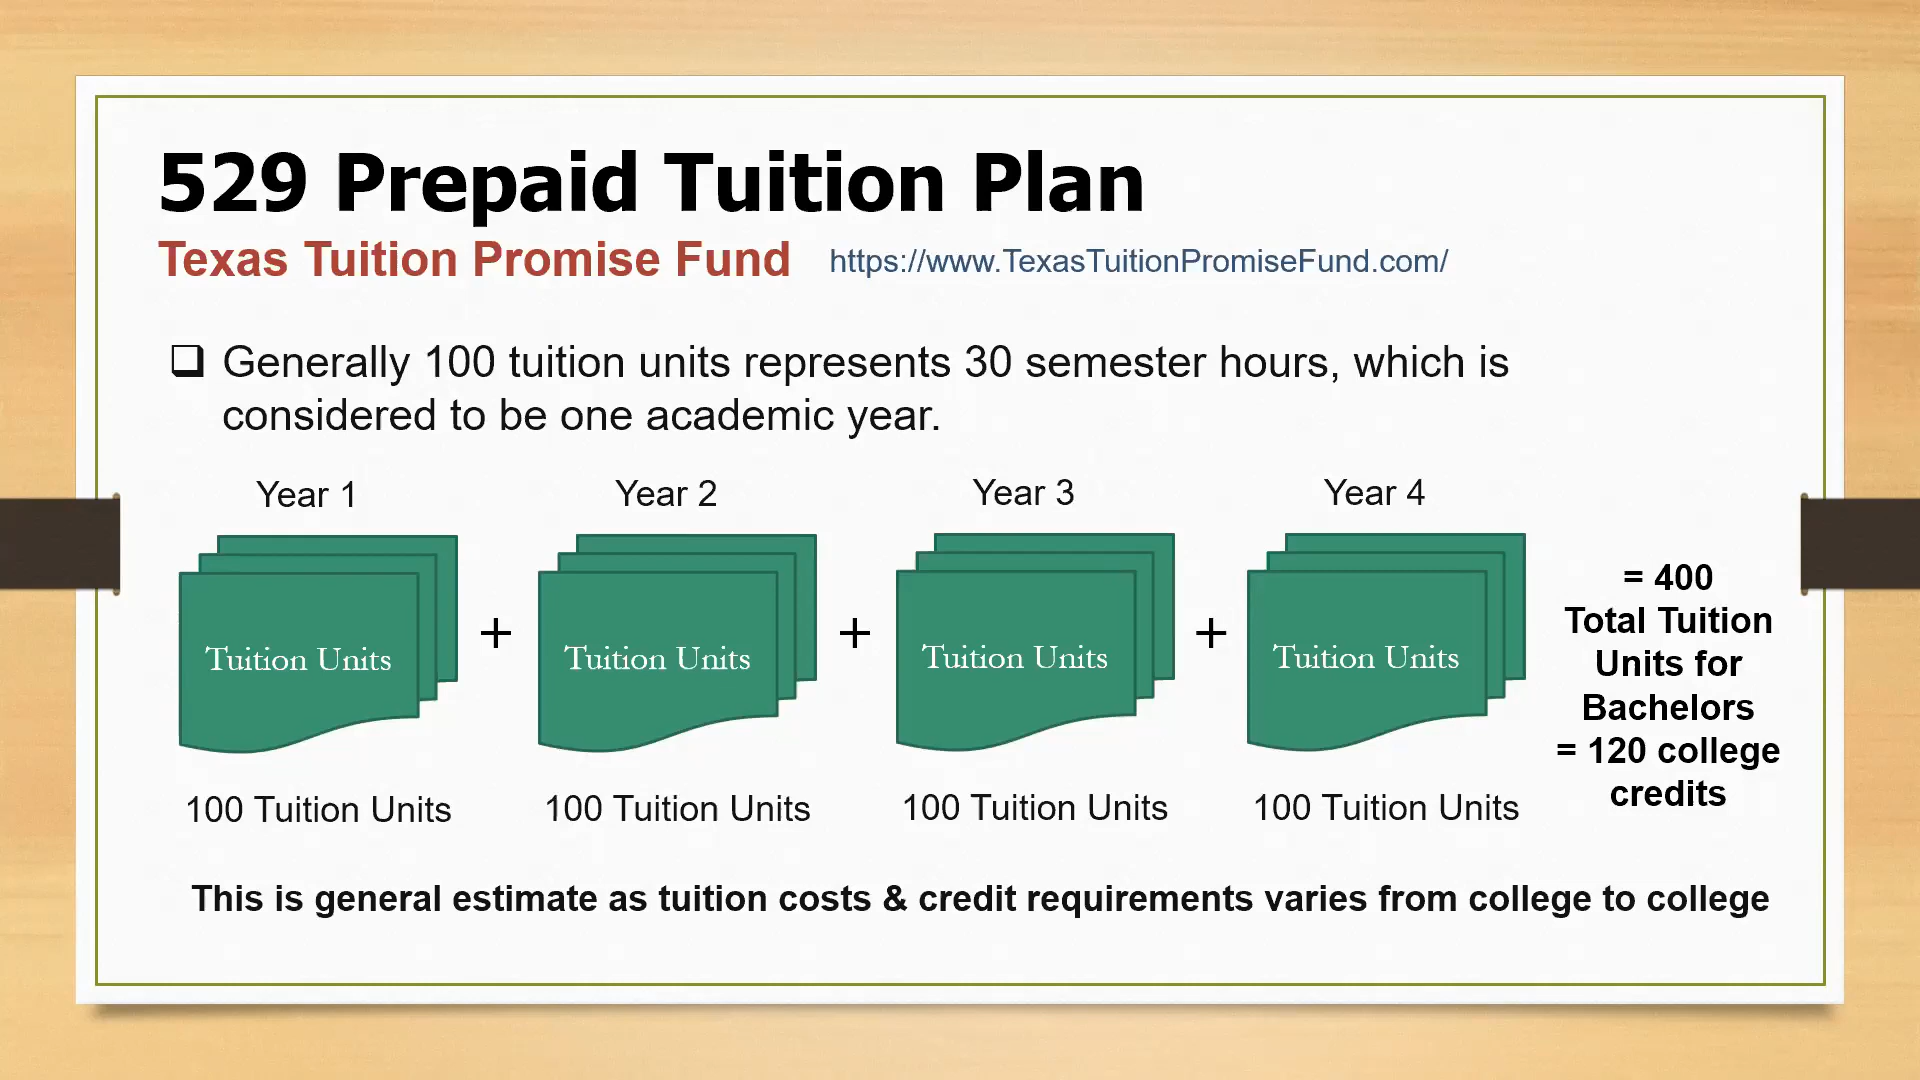 529 Prepaid Tuition Plan
Texas Tuition Promise Fund https://www.TexasTuitionPromiseFund.com/
Generally 100 tuition units represents 30 semester hours, which is
considered to be one academic year.
Year 1 Year 2 Year 3 Year 4
Tuition Units + Tuition Units + Tuition Units + Tuition Units
= 400
Total Tuition
Units for
Bachelors
= 120 college
credits
100 Tuition Units 100 Tuition Units 100 Tuition Units 100 Tuition Units
This is general estimate as tuition costs & credit requirements varies from college to college